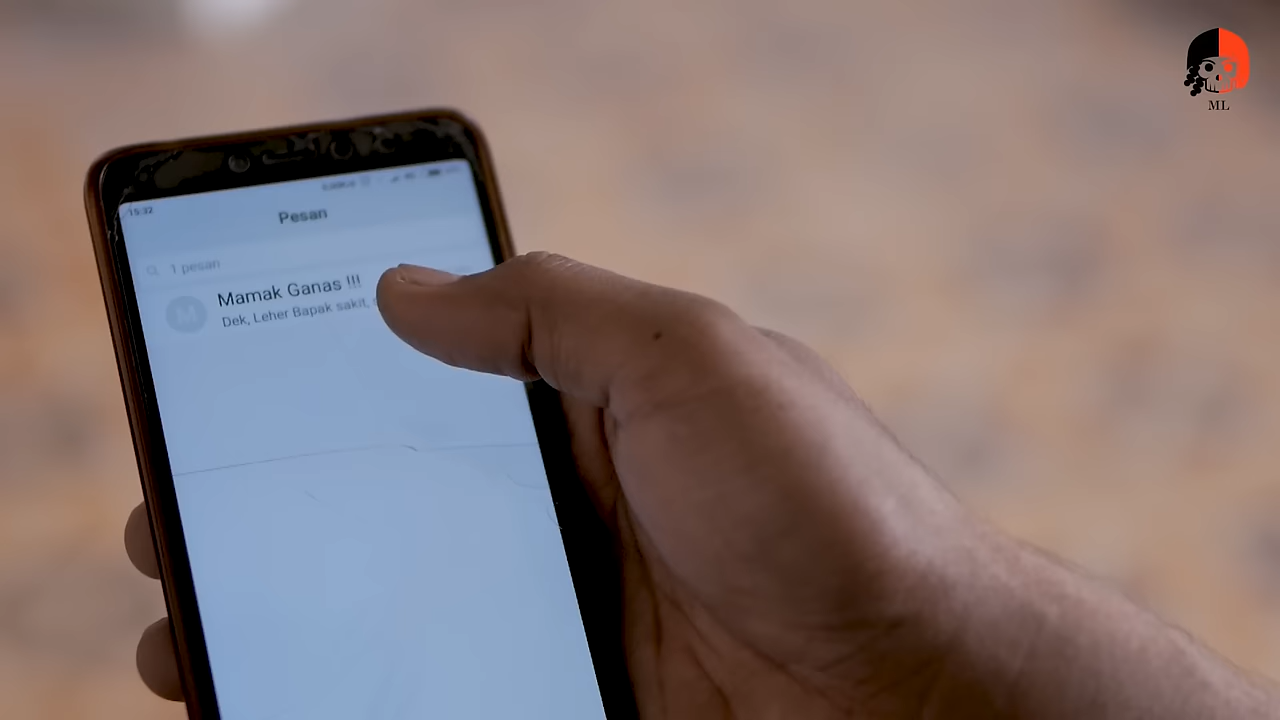 ML
15:32
Pesan
1 pesan
Mamak Ganas !!!
Dek, Leher Bapak sakit,
M